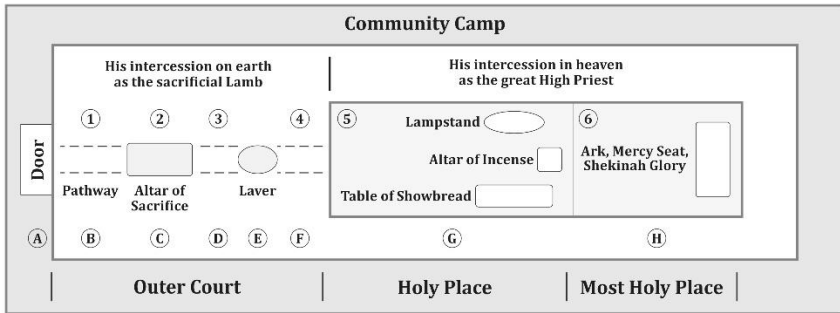 Community Camp
His intercession on earth
as the sacrificial Lamb
His intercession in heaven
as the great High Priest
1 2 3 4 5 6
Lampstand
Altar of Incense
Table of Showbread
Ark, Mercy Seat,
Shekinah Glory
Door
Pathway
Altar of
Sacrifice
Laver
A B C D E F G H
Outer Court
Holy Place
Most Holy Place